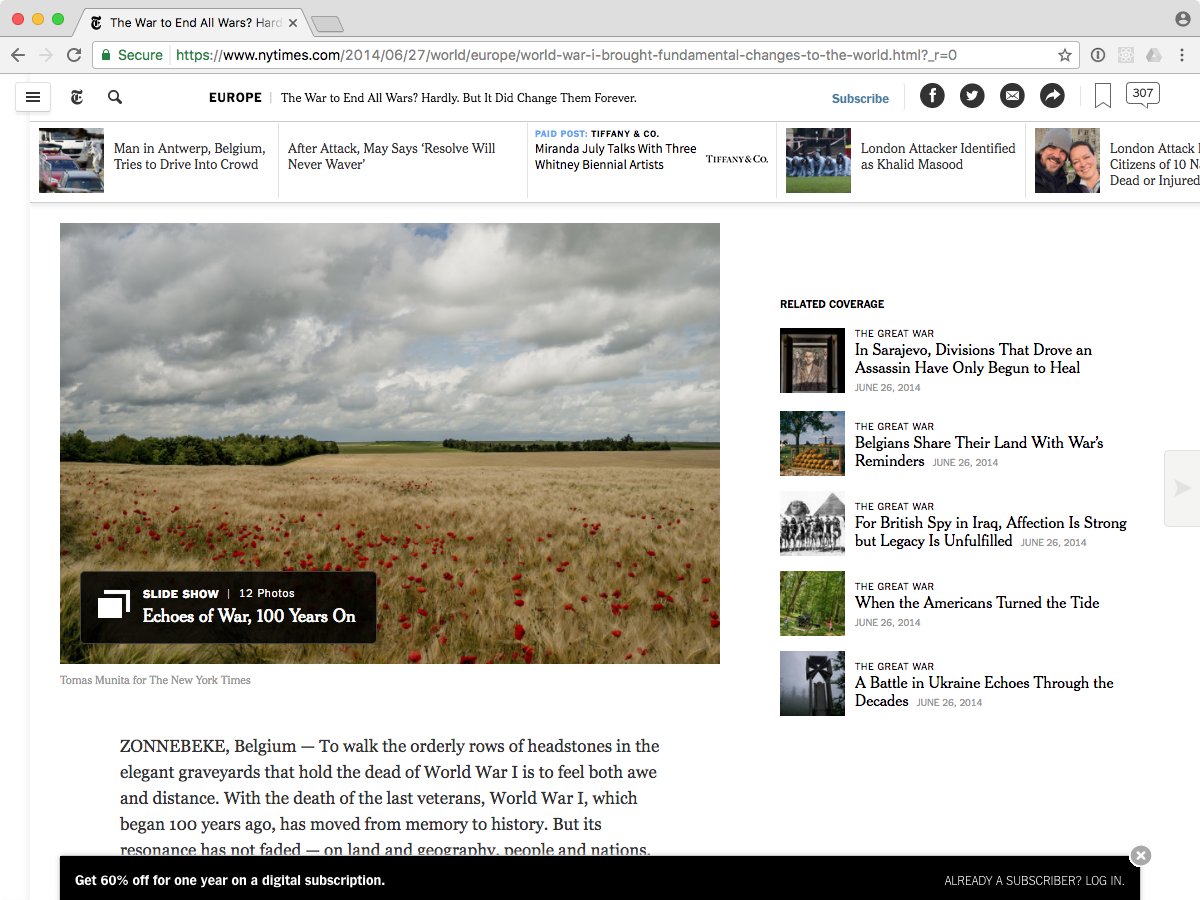 The War to End All Wars? Hard
Secure
https://www.nytimes.com/2014/06/27/world/europe/world-war-i-brought-fundamental-changes-to-the-world.html?_r=0
EUROPE | The War to End All Wars? Hardly. But It Did Change Them Forever.
Subscribe
307
Man in Antwerp, Belgium,
Tries to Drive Into Crowd
After Attack, May Says ‘Resolve Will
Never Waver’
PAID POST: TIFFANY & CO.
Miranda July Talks With Three
Whitney Biennial Artists
TIFFANY & CO.
London Attacker Identified
as Khalid Masood
London Attack
Citizens of 10 N
Dead or Injured
SLIDE SHOW | 12 Photos
Echoes of War, 100 Years On
Tomas Munita for The New York Times
RELATED COVERAGE
THE GREAT WAR
In Sarajevo, Divisions That Drove an
Assassin Have Only Begun to Heal
JUNE 26, 2014
THE GREAT WAR
Belgians Share Their Land With War’s
Reminders JUNE 26, 2014
THE GREAT WAR
For British Spy in Iraq, Affection Is Strong
but Legacy Is Unfulfilled JUNE 26, 2014
THE GREAT WAR
When the Americans Turned the Tide
JUNE 26, 2014
THE GREAT WAR
A Battle in Ukraine Echoes Through the
Decades JUNE 26, 2014
ZONNEBEKE, Belgium — To walk the orderly rows of headstones in the
elegant graveyards that hold the dead of World War I is to feel both awe
and distance. With the death of the last veterans, World War I, which
began 100 years ago, has moved from memory to history. But its
resonance has not faded — on land and geography, people and nations,
Get 60% off for one year on a digital subscription.
ALREADY A SUBSCRIBER? LOG IN.